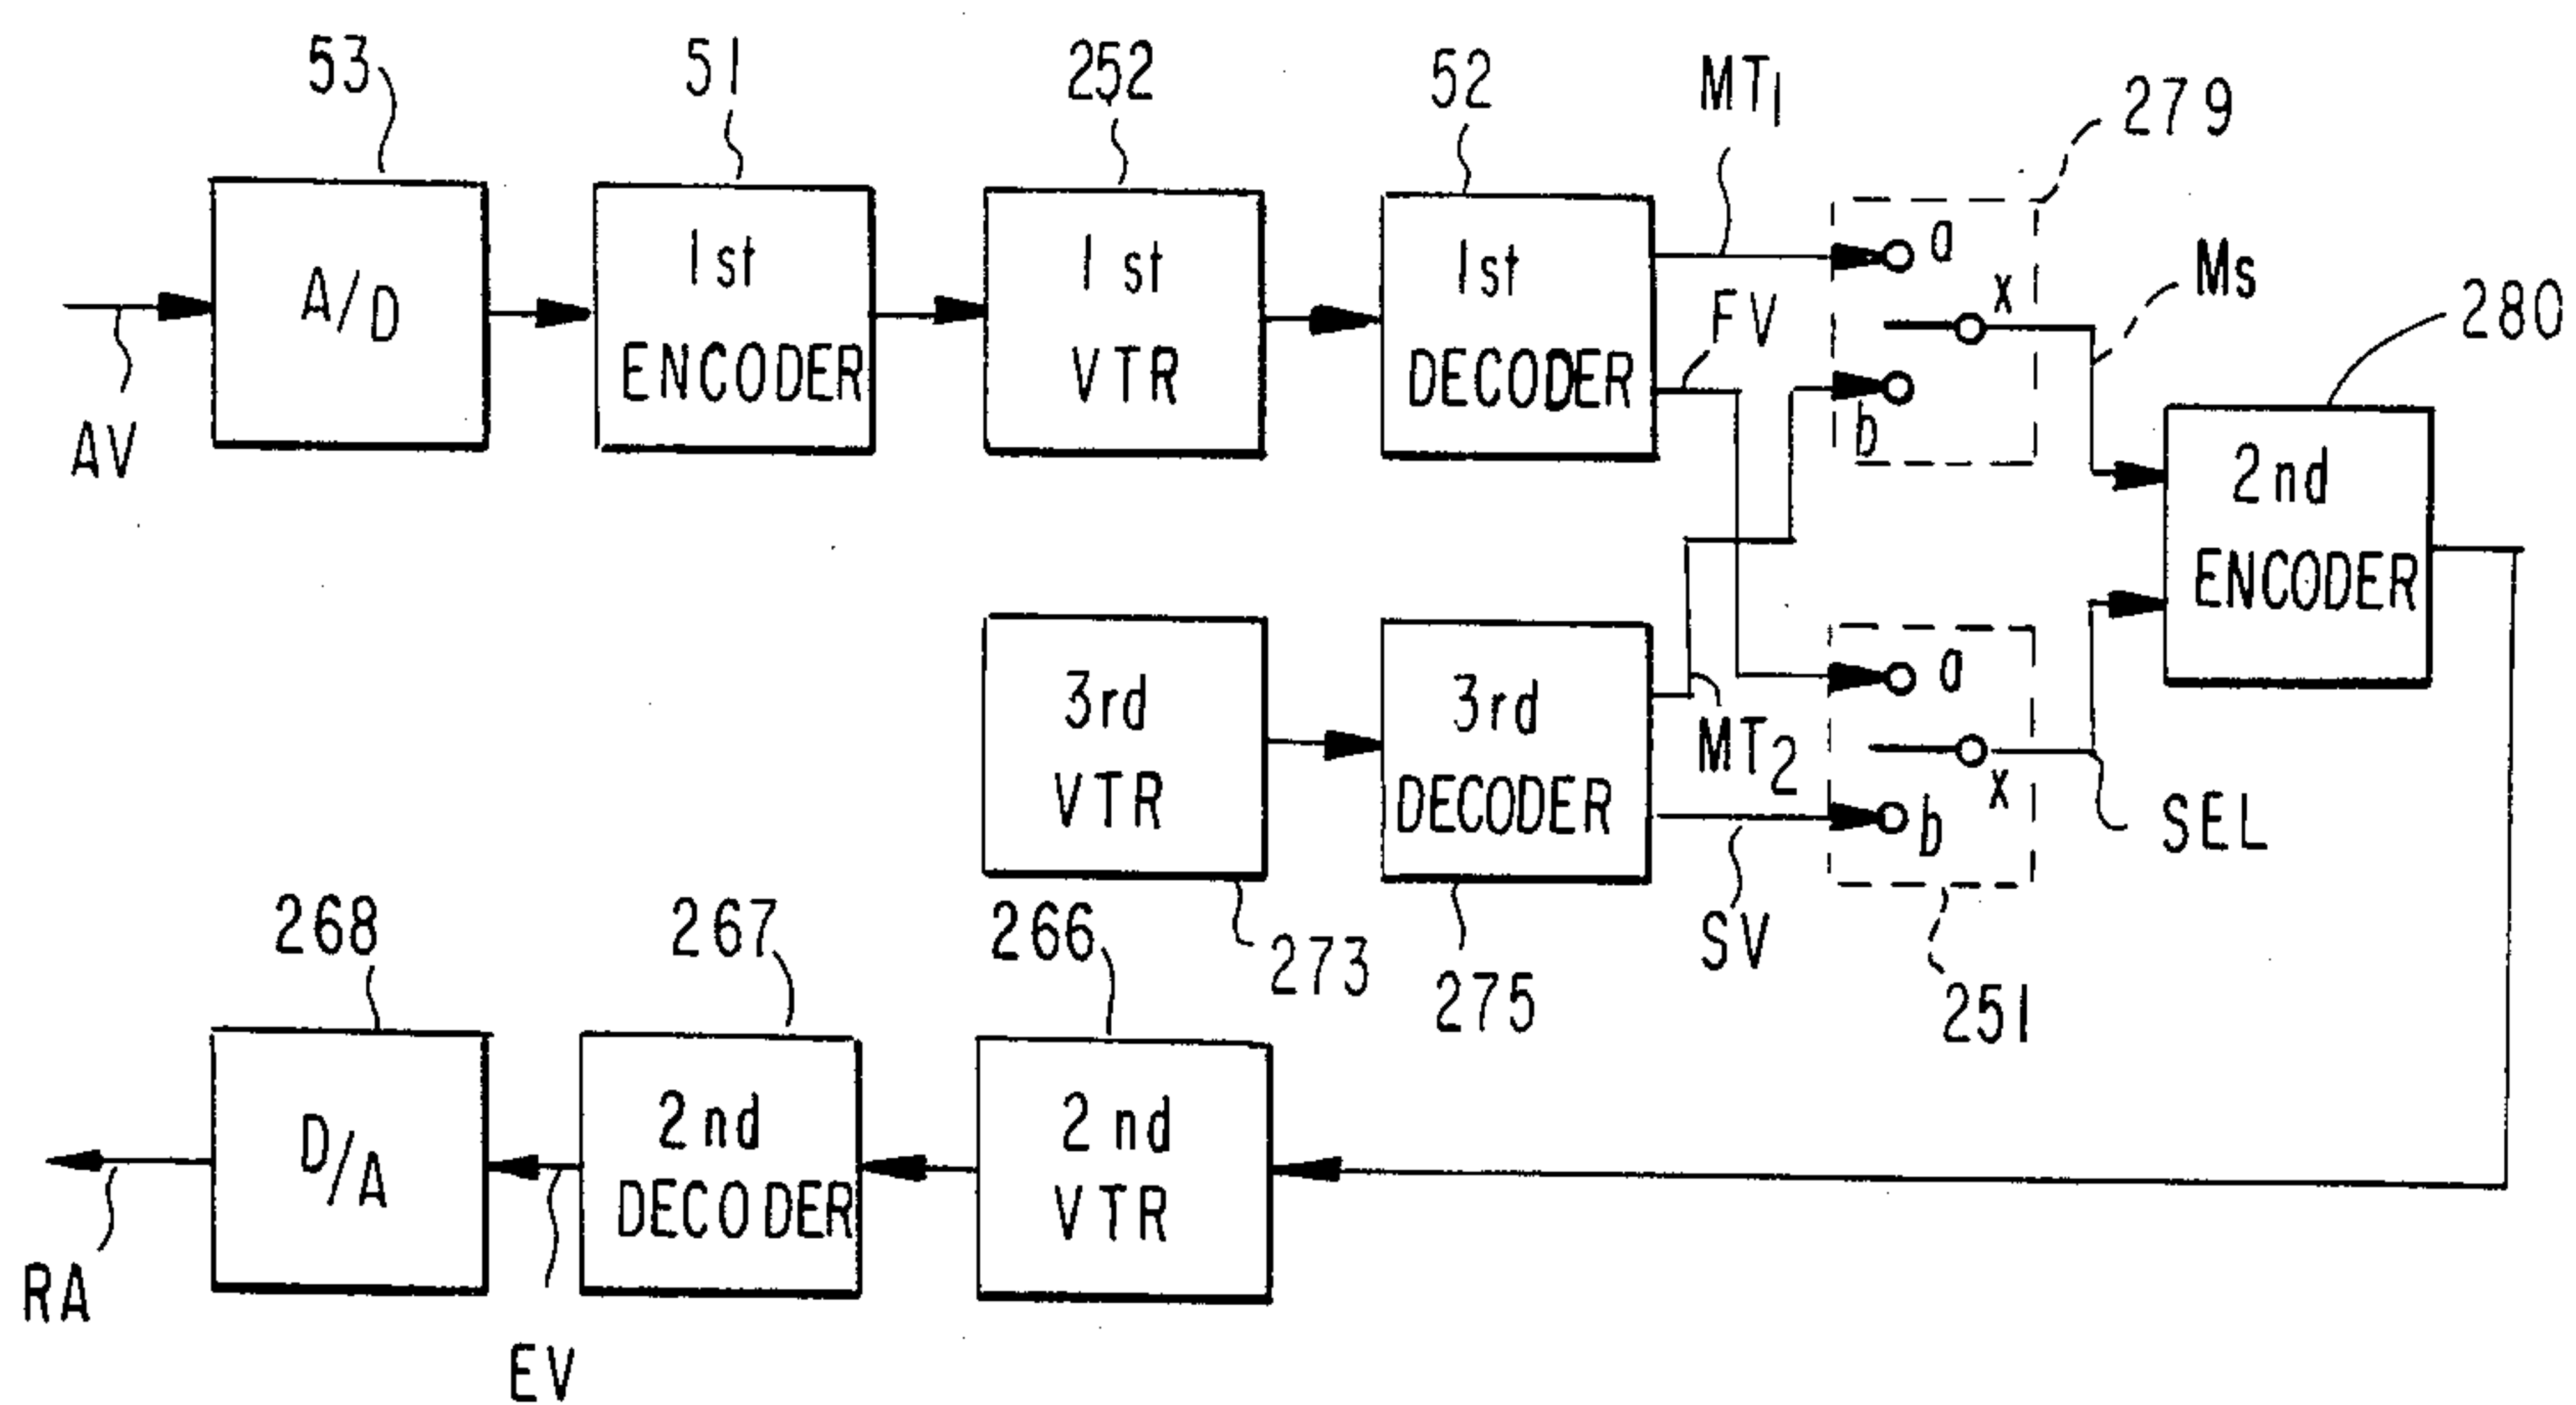 53
51
252
52
MT1
279
A/D
1st
ENCODER
1st
VTR
1st
DECODER
a
x
b
Ms
280
FV
AV
2nd
ENCODER
3rd
VTR
3rd
DECODER
MT2
a
x
b
SEL
273
275
SV
251
268
267
266
D/A
2nd
DECODER
2nd
VTR
RA
EV